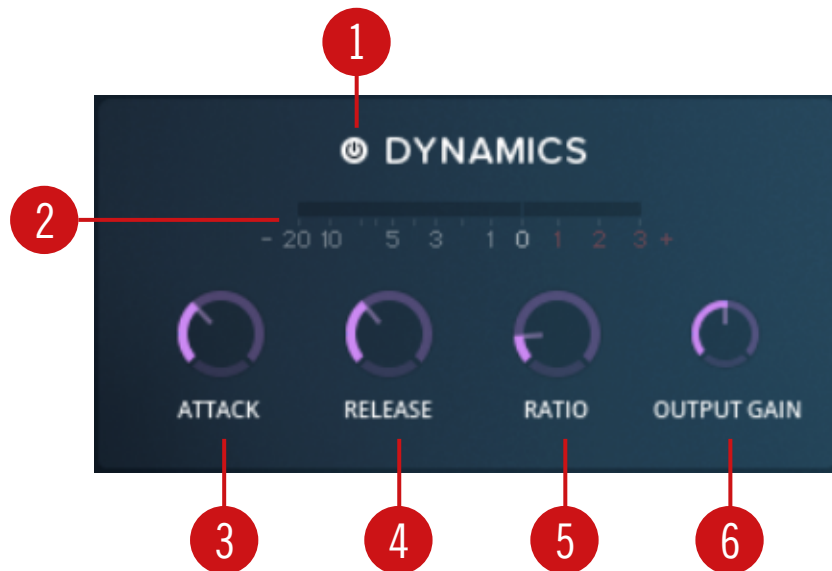 1
DYNAMICS
2
- 20 10 5 3 1 0 1 2 3 +
ATTACK RELEASE RATIO OUTPUT GAIN
3 4 5 6